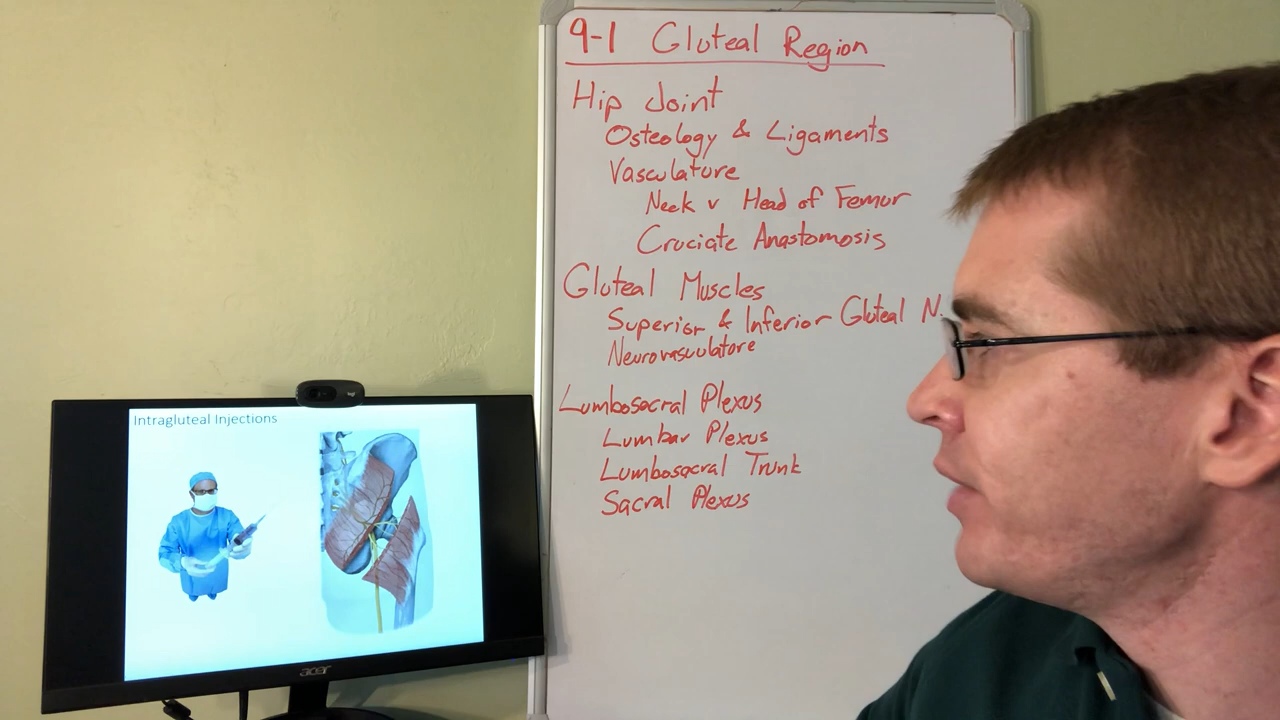 9-1 Gluteal Region
Hip Joint
Osteology & Ligaments
Vasculature
Neck v Head of Femur
Cruciate Anastomosis
Gluteal Muscles
Superior & Inferior Gluteal N.
Neurovasculature
Lumbosacral Plexus
Lumbar Plexus
Lumbosacral Trunk
Sacral Plexus
Intragluteal Injections
acer